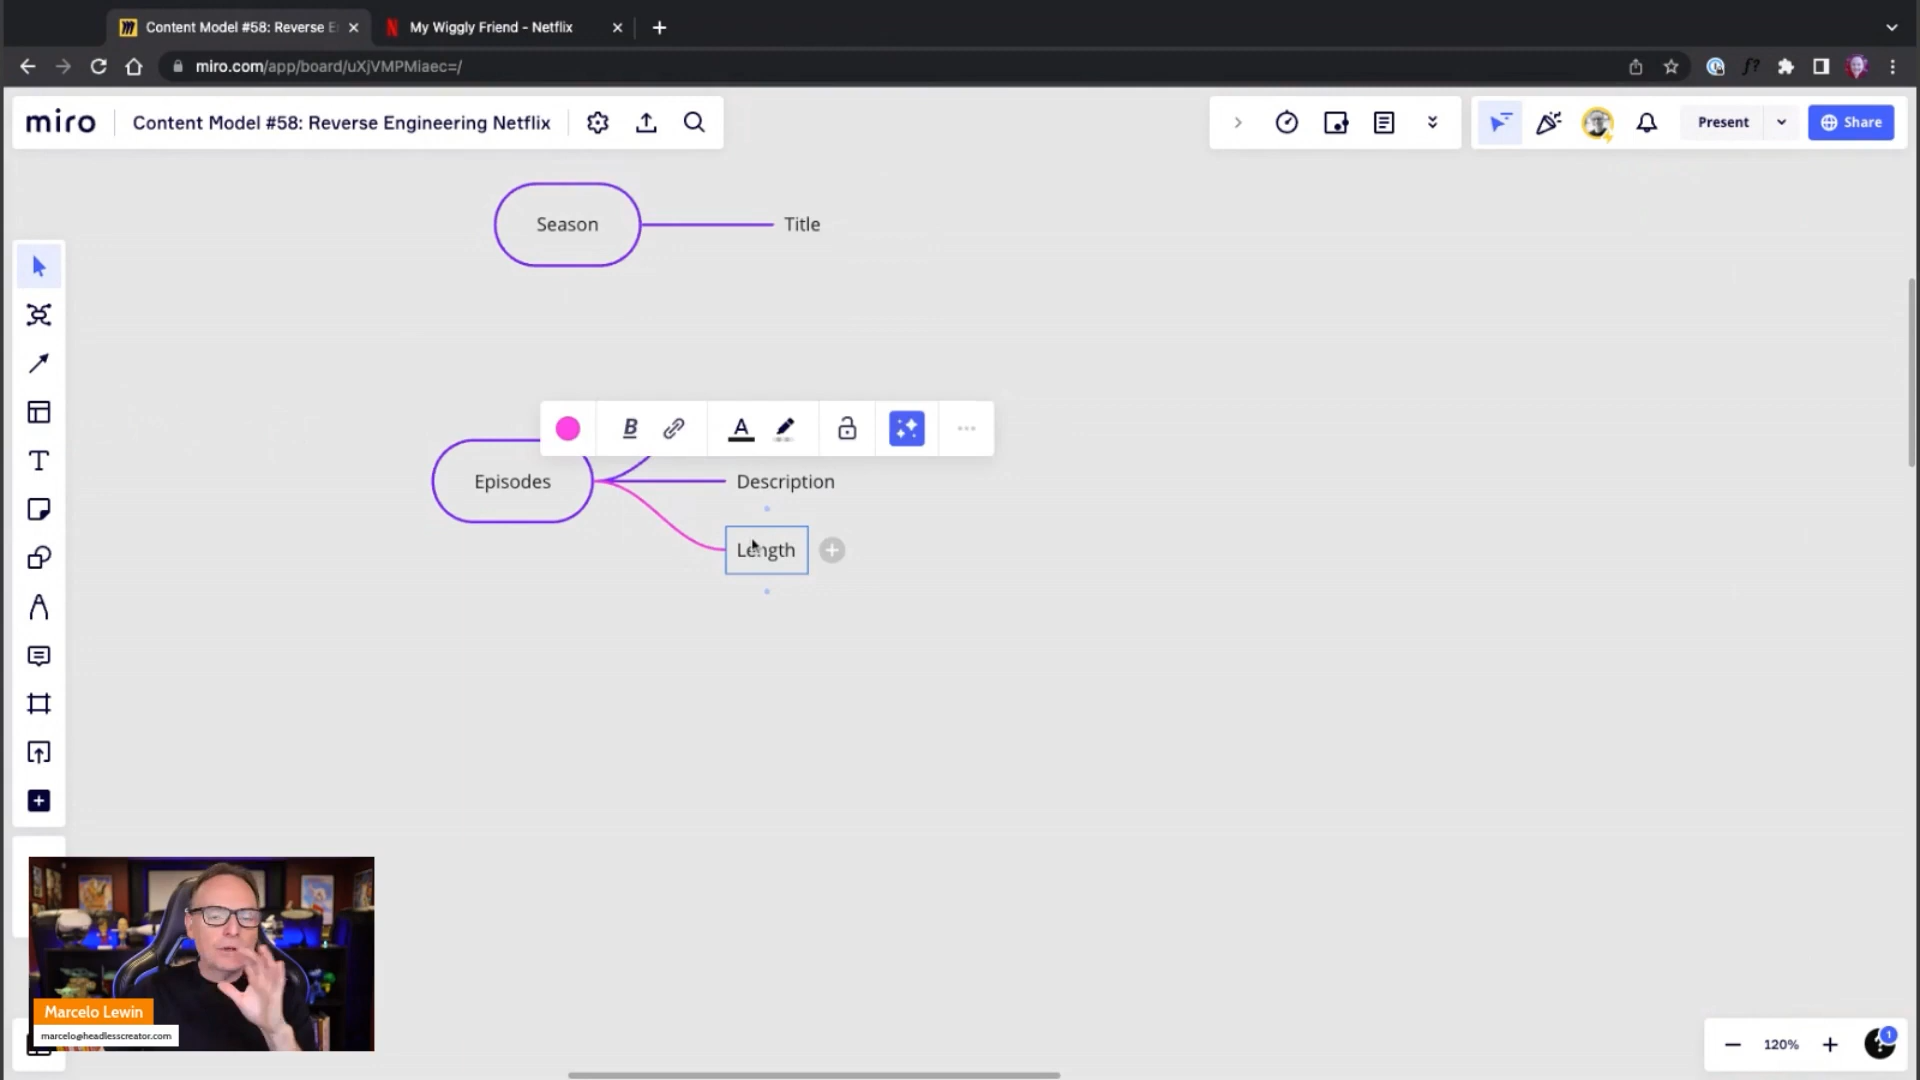 Content Model #58: Reverse E
My Wiggly Friend - Netflix
miro.com/app/board/uXjVMPMiaec=/
miro
Content Model #58: Reverse Engineering Netflix
Present
Share
Season
Title
B
A
Episodes
Description
Length
Marcelo Lewin
marcelo@headlesscreator.com
120%
1